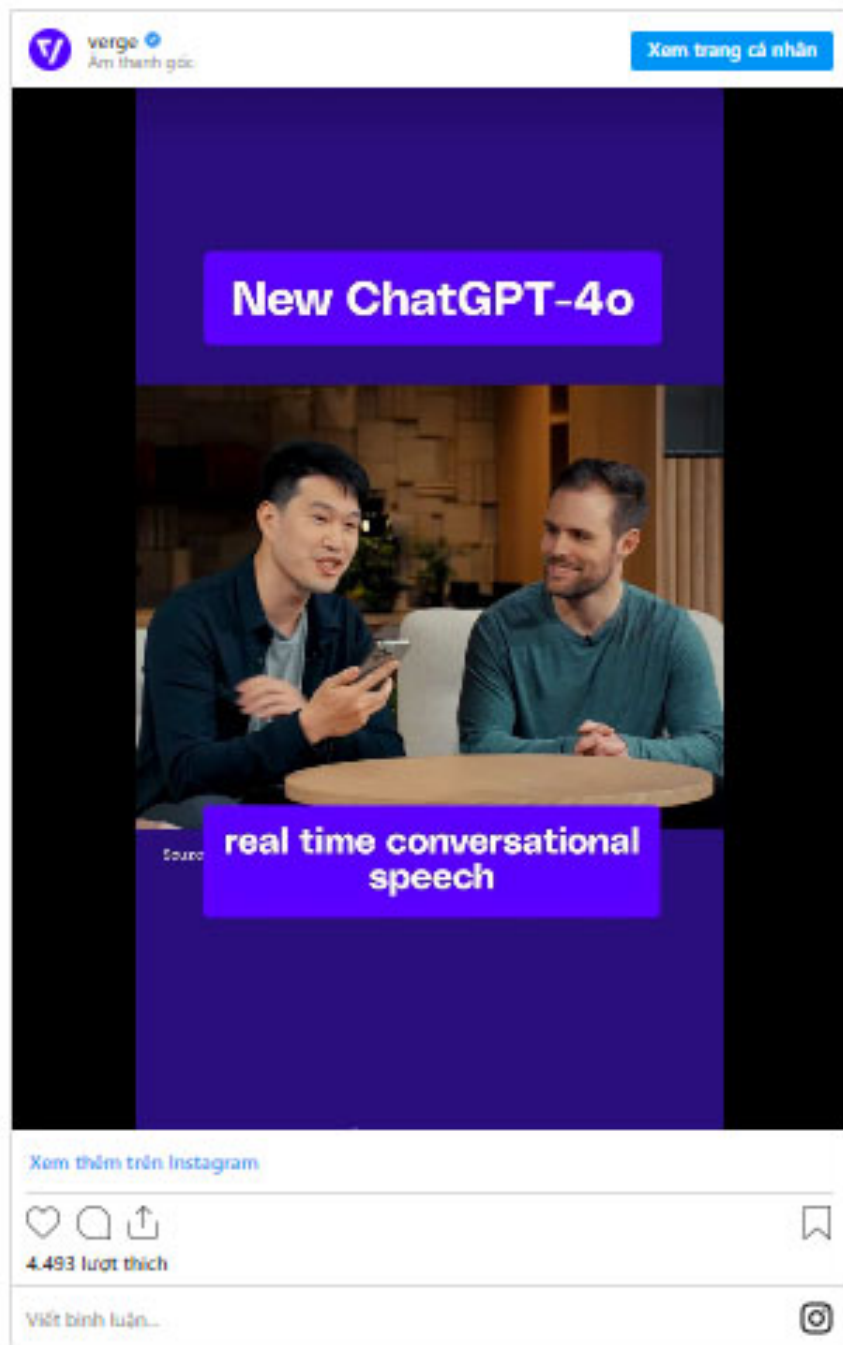 verge
Âm thanh gốc
Xem trang cá nhân
New ChatGPT-4o
real time conversational
speech
Xem thêm trên Instagram
4.493 lượt thích
Viết bình luận...